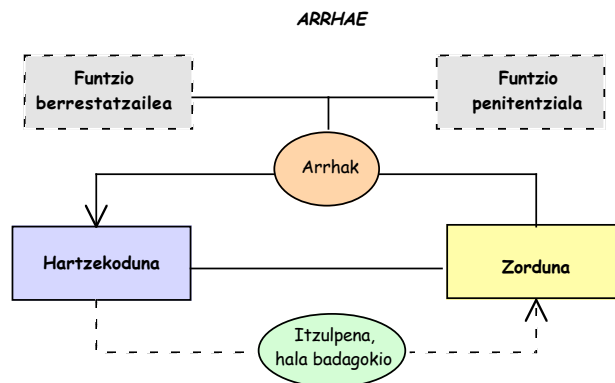 ARRHAE
Funtzio
berrestatzailea
Funtzio
penitentziala
Arrhak
Hartzekoduna
Zorduna
Itzulpena,
hala badagokio